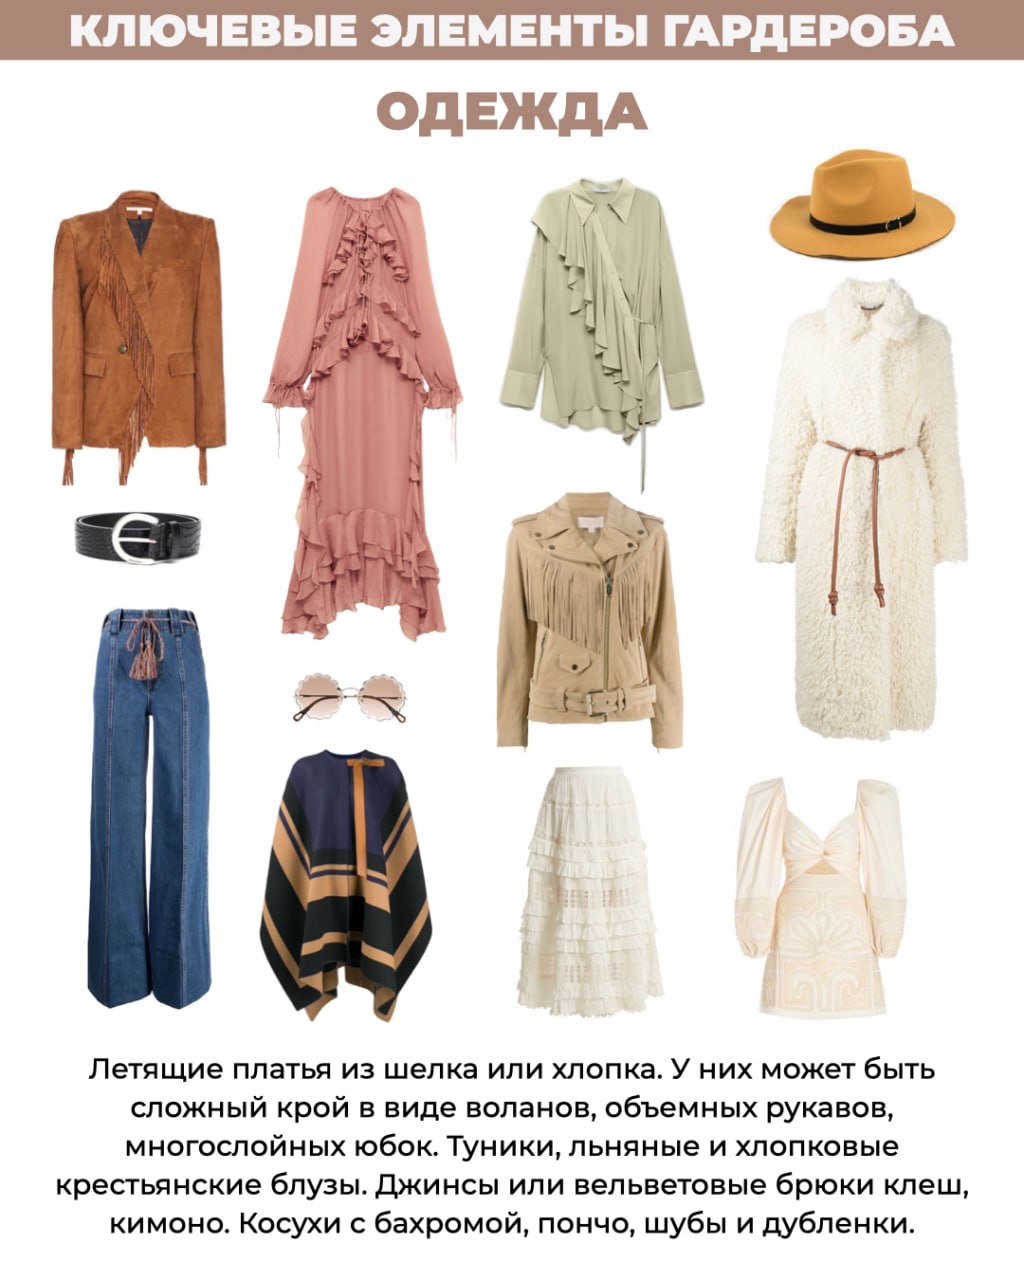 КЛЮЧЕВЫЕ ЭЛЕМЕНТЫ ГАРДЕРОБА
ОДЕЖДА
Летящие платья из шелка или хлопка. У них может быть
сложный крой в виде воланов, объемных рукавов,
многослойных юбок. Туники, льняные и хлопковые
крестьянские блузы. Джинсы или вельветовые брюки клеш,
кимоно. Косухи с бахромой, пончо, шубы и дубленки.